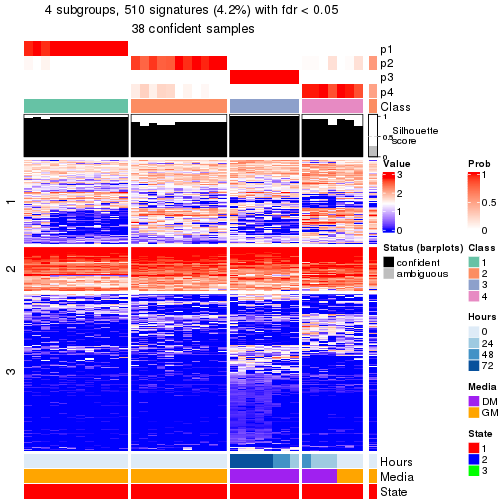 4 subgroups, 510 signatures (4.2%) with fdr < 0.05
38 confident samples
p1
p2
p3
p4
Class
1
0.5
0
Silhouette
score
1
2
3
Hours
Media
State
Value
3
2
1
0
Prob
1
0.5
0
Status (barplots)
confident
ambiguous
Class
1
2
3
4
Hours
0
24
48
72
Media
DM
GM
State
1
2
3